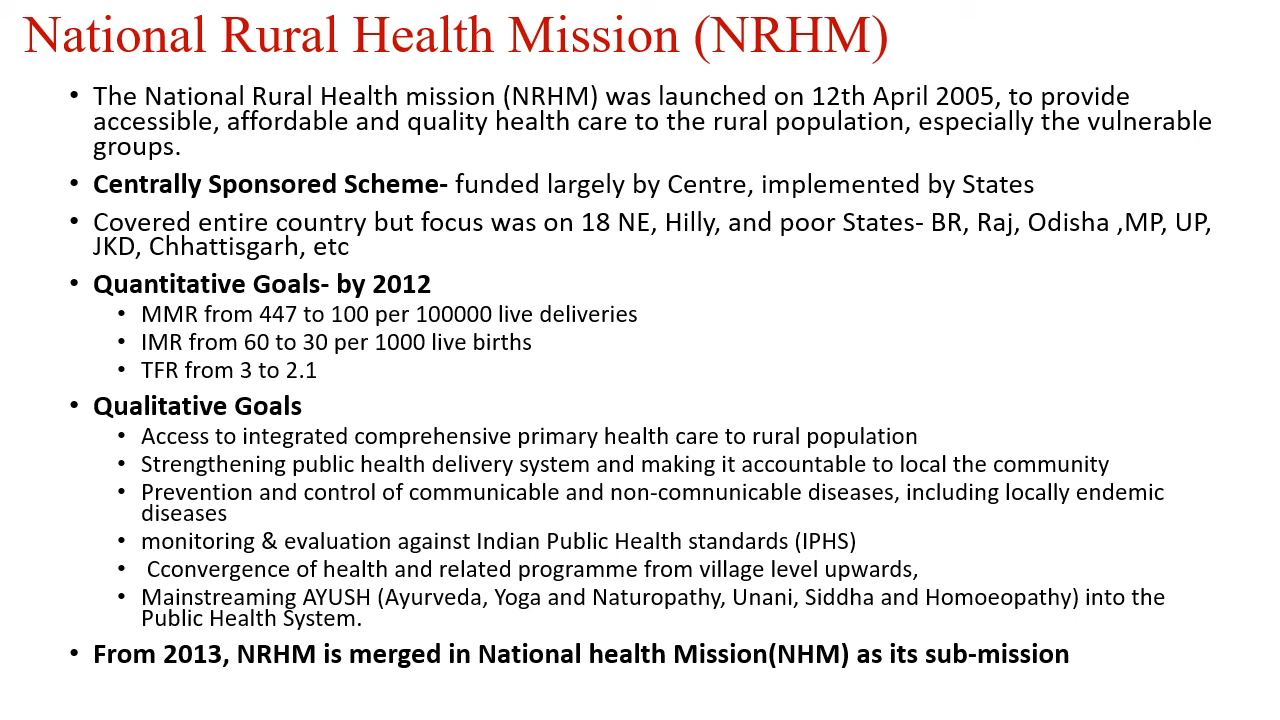 National Rural Health Mission (NRHM)
• The National Rural Health mission (NRHM) was launched on 12th April 2005, to provide
accessible, affordable and quality health care to the rural population, especially the vulnerable
groups.
• Centrally Sponsored Scheme- funded largely by Centre, implemented by States
• Covered entire country but focus was on 18 NE, Hilly, and poor States- BR, Raj, Odisha ,MP, UP,
JKD, Chhattisgarh, etc
• Quantitative Goals- by 2012
• MMR from 447 to 100 per 100000 live deliveries
• IMR from 60 to 30 per 1000 live births
• TFR from 3 to 2.1
• Qualitative Goals
• Access to integrated comprehensive primary health care to rural population
• Strengthening public health delivery system and making it accountable to local the community
• Prevention and control of communicable and non-comnunicable diseases, including locally endemic
diseases
• monitoring & evaluation against Indian Public Health standards (IPHS)
• Cconvergence of health and related programme from village level upwards,
• Mainstreaming AYUSH (Ayurveda, Yoga and Naturopathy, Unani, Siddha and Homoeopathy) into the
Public Health System.
• From 2013, NRHM is merged in National health Mission(NHM) as its sub-mission